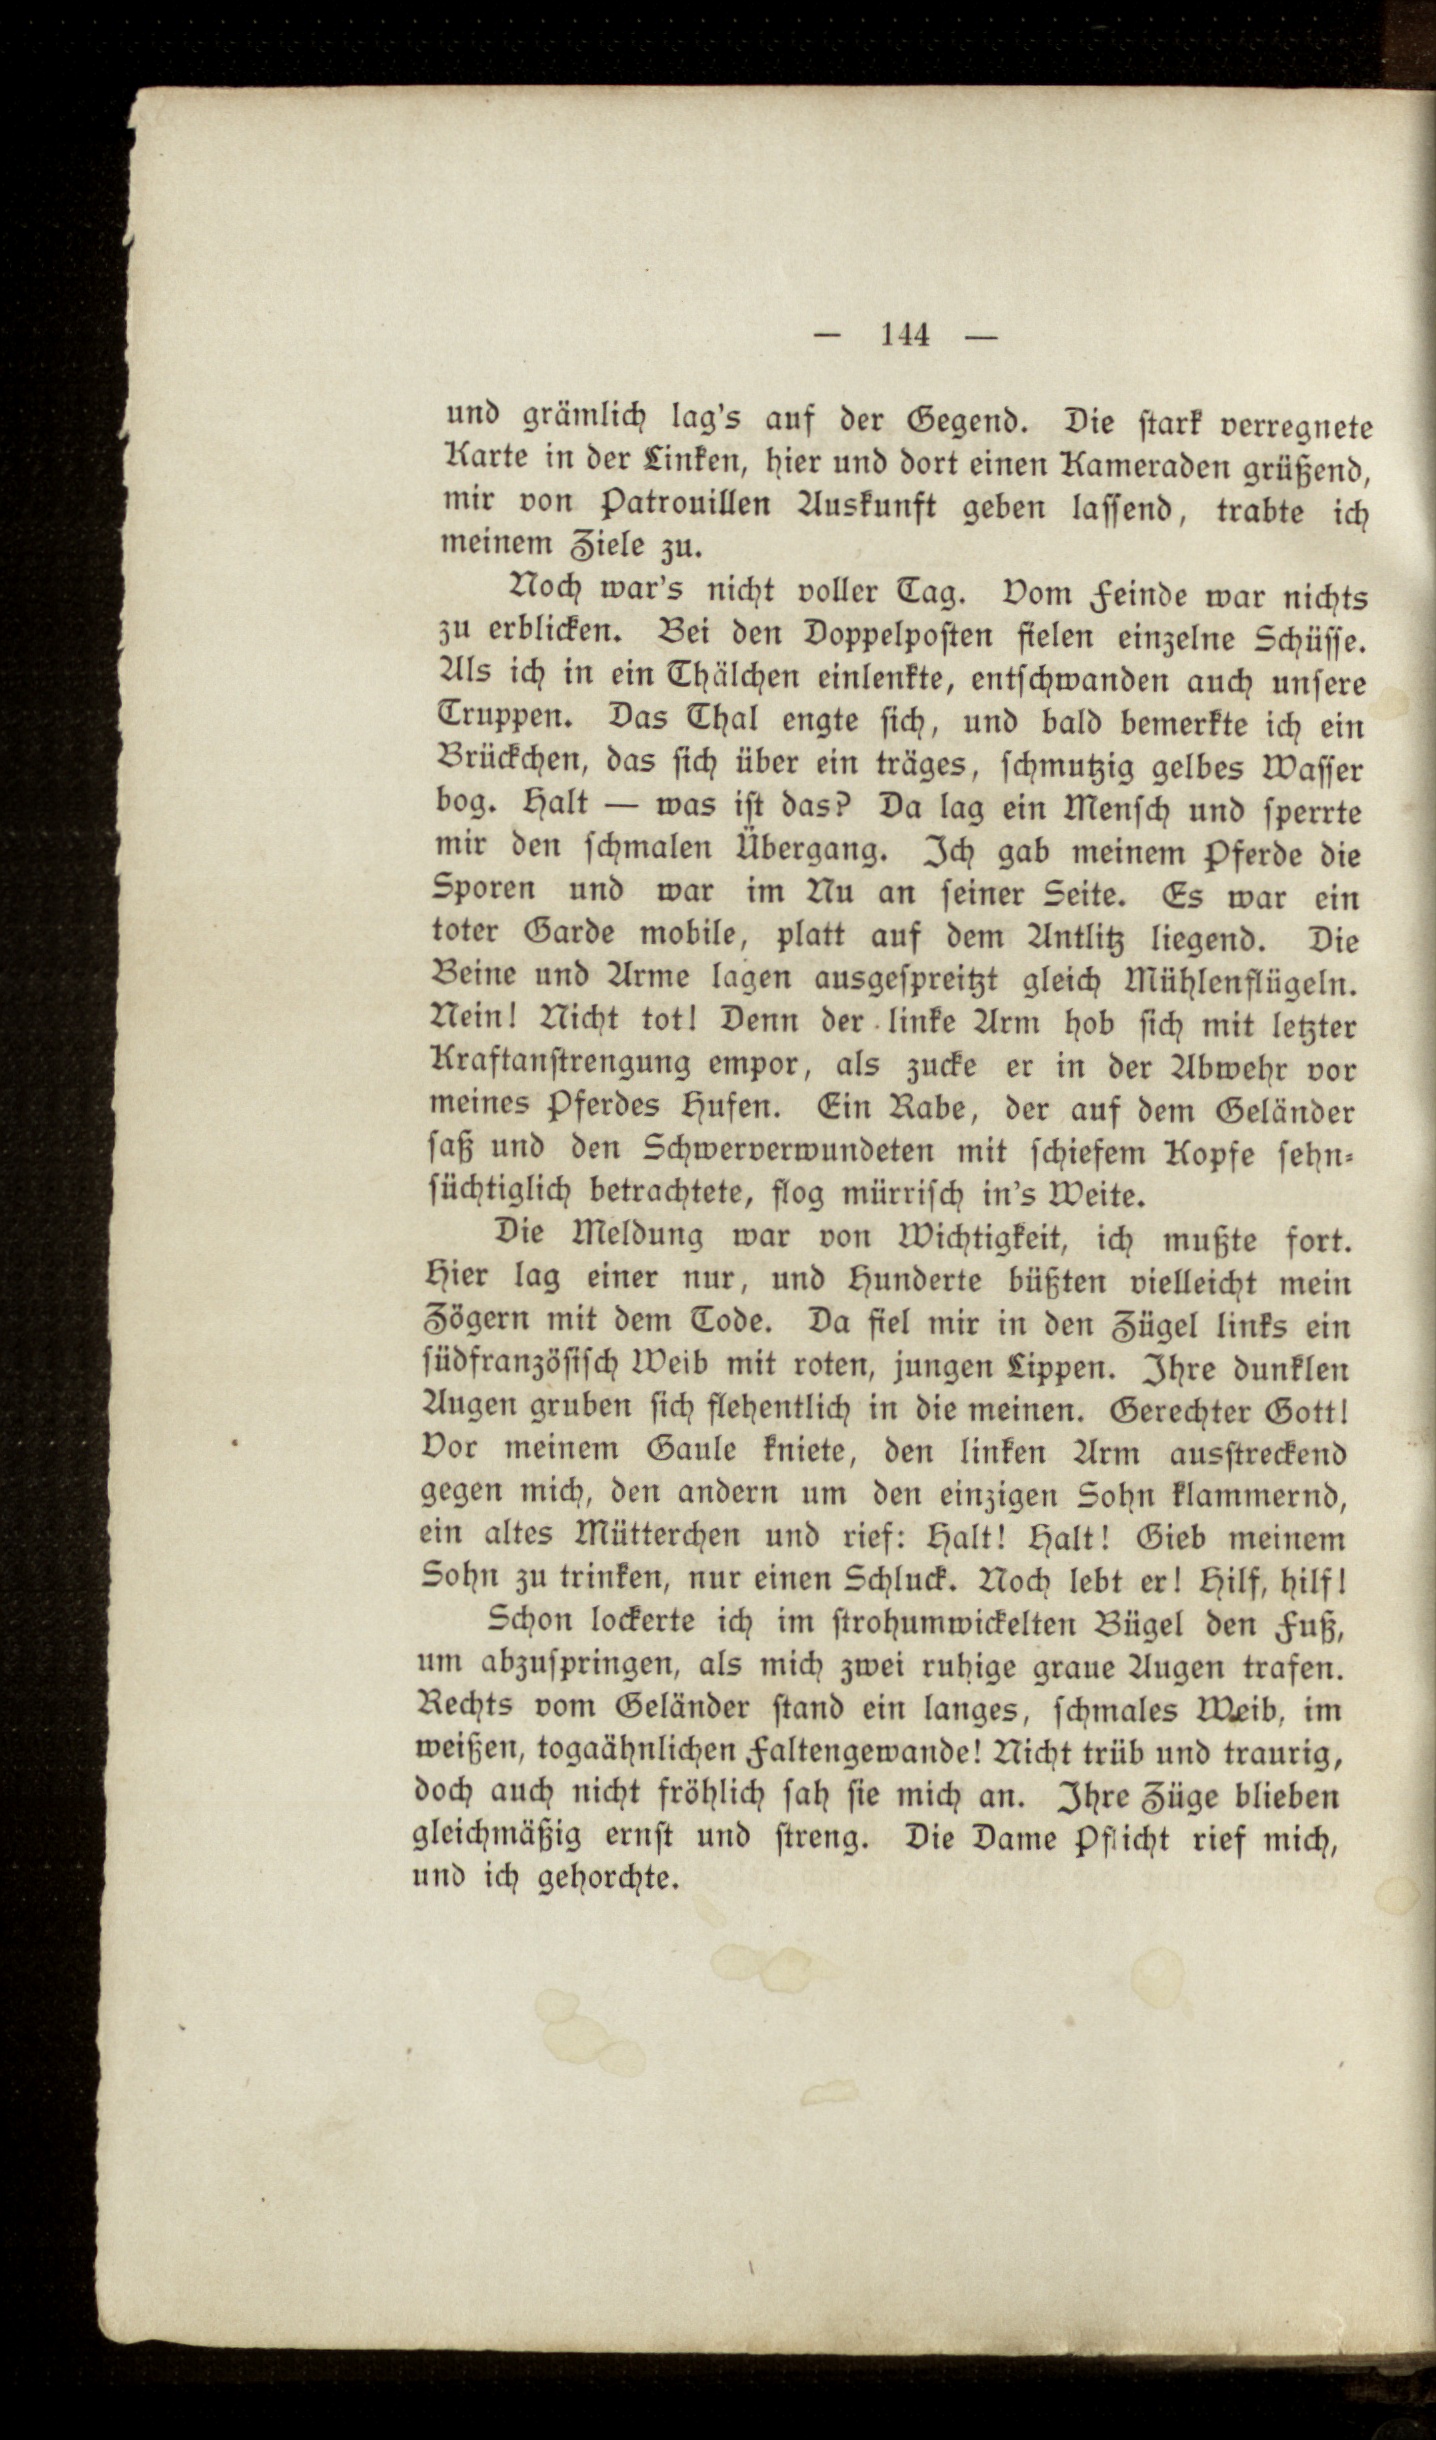 — 144 —
und grämlich lag's auf der Gegend. Die ſtark verregnete
Karte in der Linken, hier und dort einen Kameraden grüßend,
mir von Patrouillen Auskunft geben laſſend, trabte ich
meinem Ziele zu.
Noch war's nicht voller Tag. Vom Feinde war nichts
zu erblicken. Bei den Doppelpoſten fielen einzelne Schüſſe.
Als ich in ein Thälchen einlenkte, entſchwanden auch unſere
Truppen. Das Thal engte ſich, und bald bemerkte ich ein
Brückchen, das ſich über ein träges, ſchmutzig gelbes Waſſer
bog. Halt — was iſt das? Da lag ein Menſch und ſperrte
mir den ſchmalen Übergang. Ich gab meinem Pferde die
Sporen und war im Nu an ſeiner Seite. Es war ein
toter Garde mobile, platt auf dem Antlitz liegend. Die
Beine und Arme lagen ausgeſpreitzt gleich Mühlenflügeln.
Nein! Nicht tot! Denn der linke Arm hob ſich mit letzter
Kraftanſtrengung empor, als zucke er in der Abwehr vor
meines Pferdes Hufen. Ein Rabe, der auf dem Geländer
ſaß und den Schwerverwundeten mit ſchiefem Kopfe ſehn-
ſüchtiglich betrachtete, flog mürriſch in's Weite.
Die Meldung war von Wichtigkeit, ich mußte fort.
Hier lag einer nur, und Hunderte büßten vielleicht mein
Zögern mit dem Tode. Da fiel mir in den Zügel links ein
ſüdfranzöſiſch Weib mit roten, jungen Lippen. Ihre dunklen
Augen gruben ſich flehentlich in die meinen. Gerechter Gott!
Vor meinem Gaule kniete, den linken Arm ausſtreckend
gegen mich, den andern um den einzigen Sohn klammernd,
ein altes Mütterchen und rief: Halt! Halt! Gieb meinem
Sohn zu trinken, nur einen Schluck. Noch lebt er! Hilf, hilf!
Schon lockerte ich im ſtrohumwickelten Bügel den Fuß,
um abzuſpringen, als mich zwei ruhige graue Augen trafen.
Rechts vom Geländer ſtand ein langes, ſchmales Weib, im
weißen, togaähnlichen Faltengewande! Nicht trüb und traurig,
doch auch nicht fröhlich ſah ſie mich an. Ihre Züge blieben
gleichmäßig ernſt und ſtreng. Die Dame Pflicht rief mich,
und ich gehorchte.